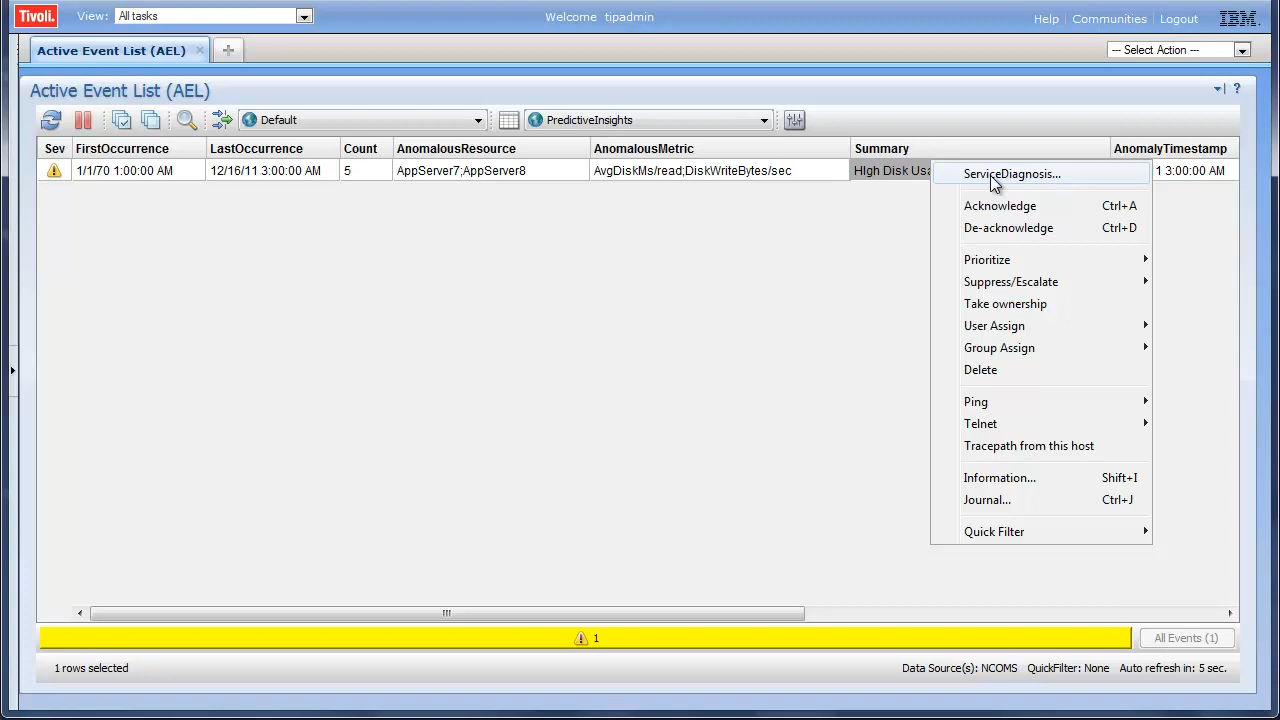 Tivoli. View: All tasks Welcome tipadmin Help Communities Logout IBM.
Active Event List (AEL) -- Select Action ---
Active Event List (AEL) ?
Default PredictiveInsights
Sev FirstOccurrence LastOccurrence Count AnomalousResource AnomalousMetric Summary AnomalyTimestamp
1/1/70 1:00:00 AM 12/16/11 3:00:00 AM 5 AppServer7;AppServer8 AvgDiskMs/read;DiskWriteBytes/sec HIgh Disk 1 3:00:00 AM
ServiceDiagnosis...
Acknowledge Ctrl+A
De-acknowledge Ctrl+D
Prioritize
Suppress/Escalate
Take ownership
User Assign
Group Assign
Delete
Ping
Telnet
Tracepath from this host
Information... Shift+I
Journal... Ctrl+J
Quick Filter
1 All Events (1)
1 rows selected Data Source(s): NCOMS QuickFilter: None Auto refresh in: 5 sec.